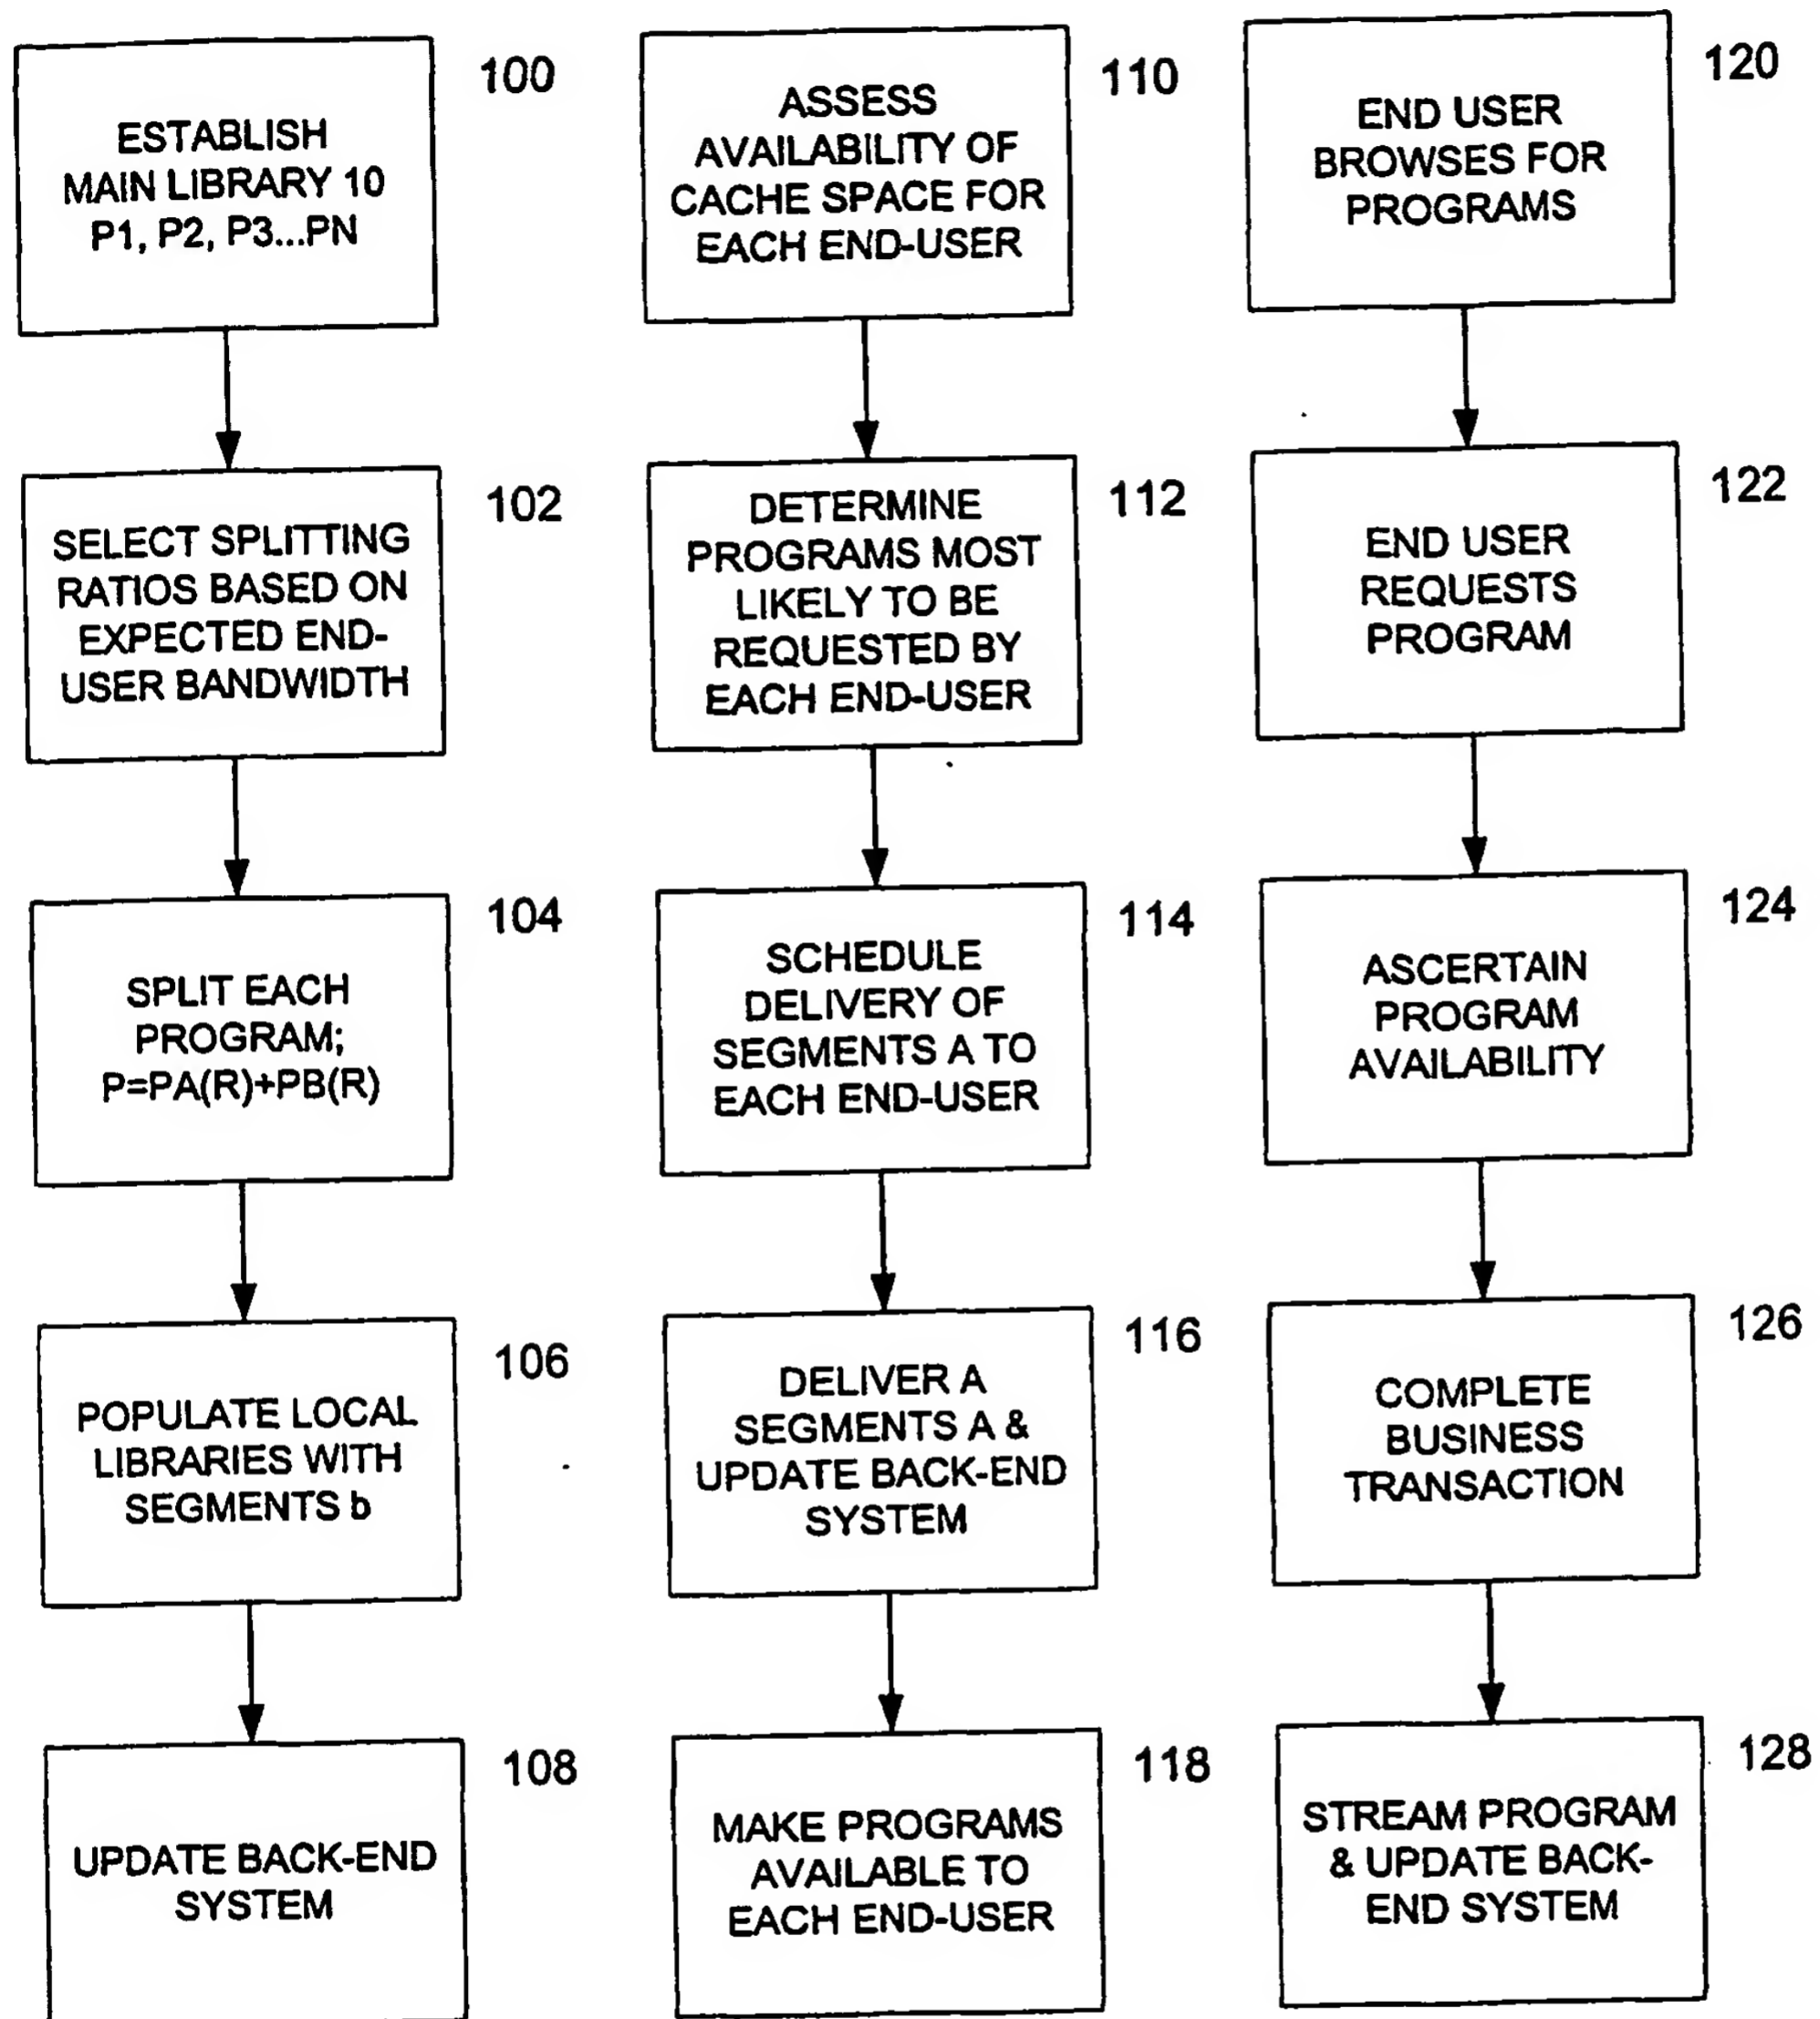 100
ESTABLISH
MAIN LIBRARY 10
P1, P2, P3...PN
102
SELECT SPLITTING
RATIOS BASED ON
EXPECTED END-
USER BANDWIDTH
104
SPLIT EACH
PROGRAM;
P=PA(R)+PB(R)
106
POPULATE LOCAL
LIBRARIES WITH
SEGMENTS b
108
UPDATE BACK-END
SYSTEM
110
ASSESS
AVAILABILITY OF
CACHE SPACE FOR
EACH END-USER
112
DETERMINE
PROGRAMS MOST
LIKELY TO BE
REQUESTED BY
EACH END-USER
114
SCHEDULE
DELIVERY OF
SEGMENTS A TO
EACH END-USER
116
DELIVER A
SEGMENTS A &
UPDATE BACK-END
SYSTEM
118
MAKE PROGRAMS
AVAILABLE TO
EACH END-USER
120
END USER
BROWSES FOR
PROGRAMS
122
END USER
REQUESTS
PROGRAM
124
ASCERTAIN
PROGRAM
AVAILABILITY
126
COMPLETE
BUSINESS
TRANSACTION
128
STREAM PROGRAM
& UPDATE BACK-
END SYSTEM